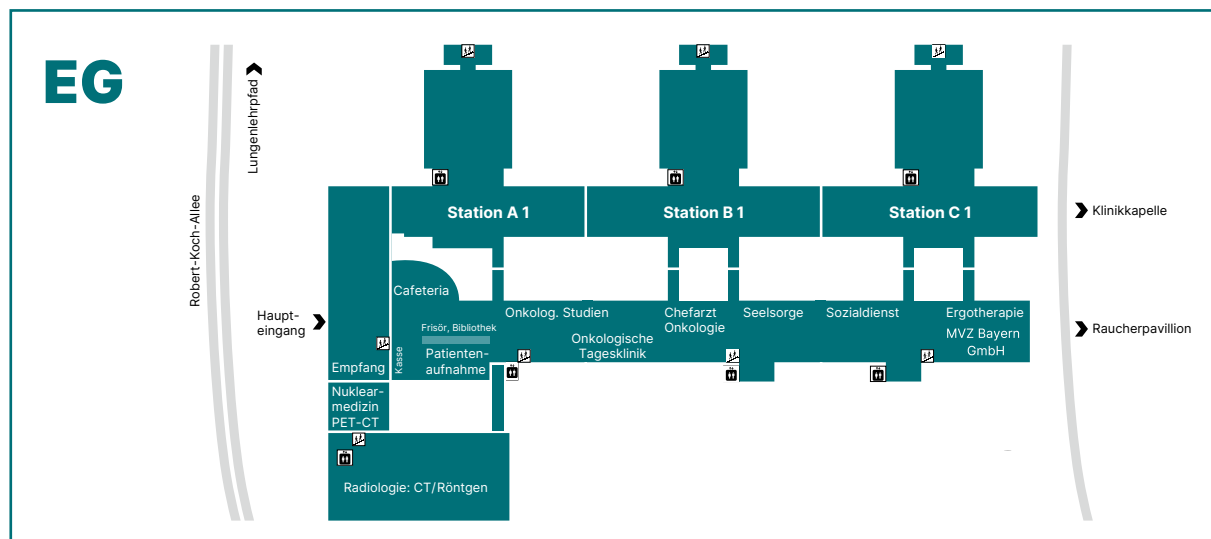 EG
Lungenlehrpfad
Robert-Koch-Allee
Station A 1
Station B 1
Station C 1
Klinikkapelle
Cafeteria
Haupt-
eingang
Onkolog. Studien
Chefarzt
Onkologie
Seelsorge
Sozialdienst
Ergotherapie
Frisör, Bibliothek
Onkologische
Tagesklinik
MVZ Bayern
GmbH
Raucherpavillion
Empfang
Kasse
Patienten-
aufnahme
Nuklear-
medizin
PET-CT
Radiologie: CT/Röntgen